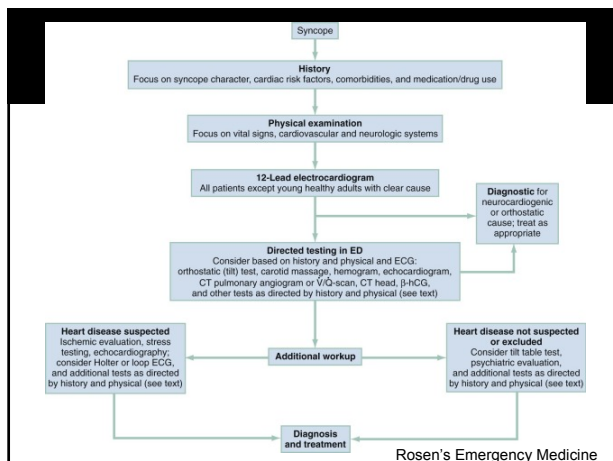 Syncope
History
Focus on syncope character, cardiac risk factors, comorbidities, and medication/drug use
Physical examination
Focus on vital signs, cardiovascular and neurologic systems
12-Lead electrocardiogram
All patients except young healthy adults with clear cause
Diagnostic for
neurocardiogenic
or orthostatic
cause; treat as
appropriate
Directed testing in ED
Consider based on history and physical and ECG:
orthostatic (tilt) test, carotid massage, hemogram, echocardiogram,
CT pulmonary angiogram or V̇/Q̇-scan, CT head, β-hCG,
and other tests as directed by history and physical (see text)
Heart disease suspected
Ischemic evaluation, stress
testing, echocardiography;
consider Holter or loop ECG,
and additional tests as directed
by history and physical (see text)
Additional workup
Heart disease not suspected
or excluded
Consider tilt table test,
psychiatric evaluation,
and additional tests as directed
by history and physical (see text)
Diagnosis
and treatment
Rosen's Emergency Medicine